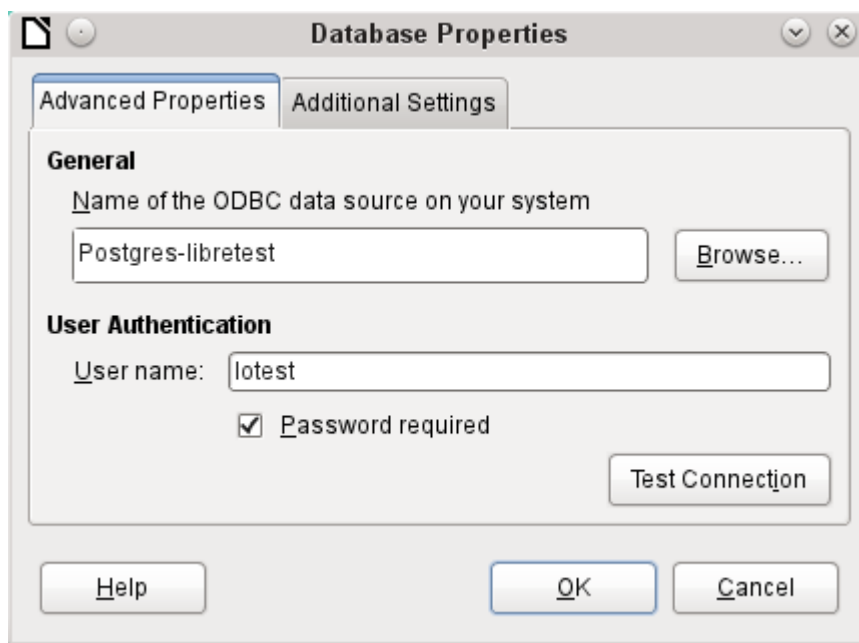 Database Properties
Advanced Properties Additional Settings
General
Name of the ODBC data source on your system
Postgres-libretest
Browse...
User Authentication
User name: lotest
Password required
Test Connection
Help OK Cancel